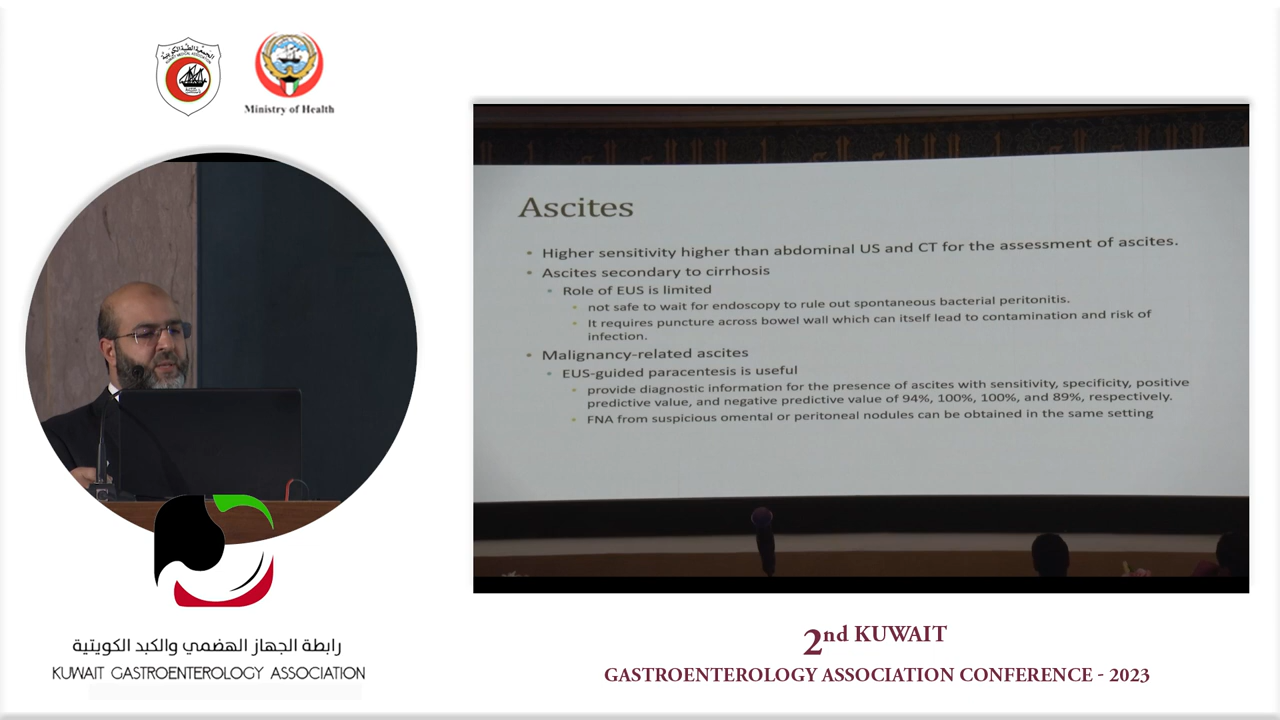 Ministry of Health
Ascites
• Higher sensitivity higher than abdominal US and CT for the assessment of ascites.
• Ascites secondary to cirrhosis
• Role of EUS is limited
• not safe to wait for endoscopy to rule out spontaneous bacterial peritonitis.
• It requires puncture across bowel wall which can itself lead to contamination and risk of
infection.
• Malignancy-related ascites
• EUS-guided paracentesis is useful
• provide diagnostic information for the presence of ascites with sensitivity, specificity, positive
predictive value, and negative predictive value of 94%, 100%, 100%, and 89%, respectively.
• FNA from suspicious omental or peritoneal nodules can be obtained in the same setting
رابطة الجهاز الهضمي والكبد الكويتية
KUWAIT GASTROENTEROLOGY ASSOCIATION
2nd KUWAIT
GASTROENTEROLOGY ASSOCIATION CONFERENCE - 2023